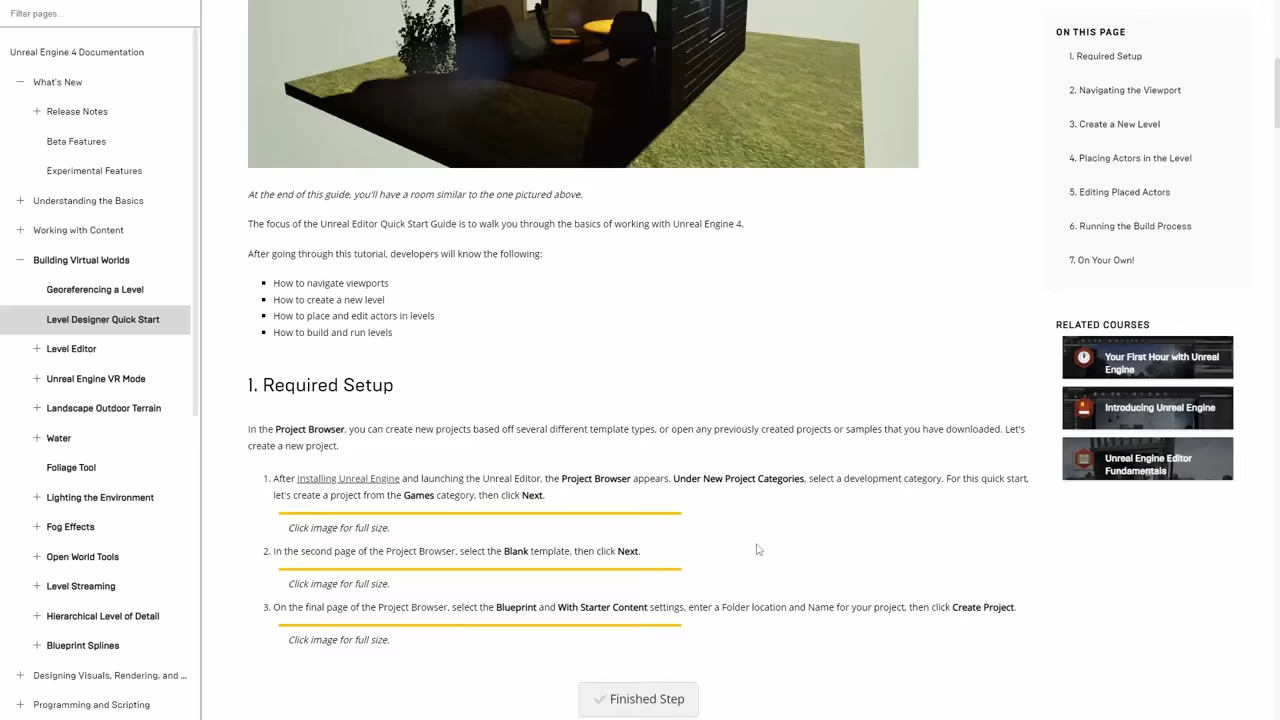 Filter pages...
Unreal Engine 4 Documentation
What's New
Release Notes
Beta Features
Experimental Features
Understanding the Basics
Working with Content
Building Virtual Worlds
Georeferencing a Level
Level Designer Quick Start
Level Editor
Unreal Engine VR Mode
Landscape Outdoor Terrain
Water
Foliage Tool
Lighting the Environment
Fog Effects
Open World Tools
Level Streaming
Hierarchical Level of Detail
Blueprint Splines
Designing Visuals, Rendering, and ...
Programming and Scripting
At the end of this guide, you'll have a room similar to the one pictured above.
The focus of the Unreal Editor Quick Start Guide is to walk you through the basics of working with Unreal Engine 4.
After going through this tutorial, developers will know the following:
How to navigate viewports
How to create a new level
How to place and edit actors in levels
How to build and run levels
1. Required Setup
In the Project Browser, you can create new projects based off several different template types, or open any previously created projects or samples that you have downloaded. Let's
create a new project.
1. After Installing Unreal Engine and launching the Unreal Editor, the Project Browser appears. Under New Project Categories, select a development category. For this quick start,
let's create a project from the Games category, then click Next.
Click image for full size.
2. In the second page of the Project Browser, select the Blank template, then click Next.
Click image for full size.
3. On the final page of the Project Browser, select the Blueprint and With Starter Content settings, enter a Folder location and Name for your project, then click Create Project.
Click image for full size.
Finished Step
ON THIS PAGE
1. Required Setup
2. Navigating the Viewport
3. Create a New Level
4. Placing Actors in the Level
5. Editing Placed Actors
6. Running the Build Process
7. On Your Own!
RELATED COURSES
Your First Hour with Unreal
Engine
Introducing Unreal Engine
Unreal Engine Editor
Fundamentals